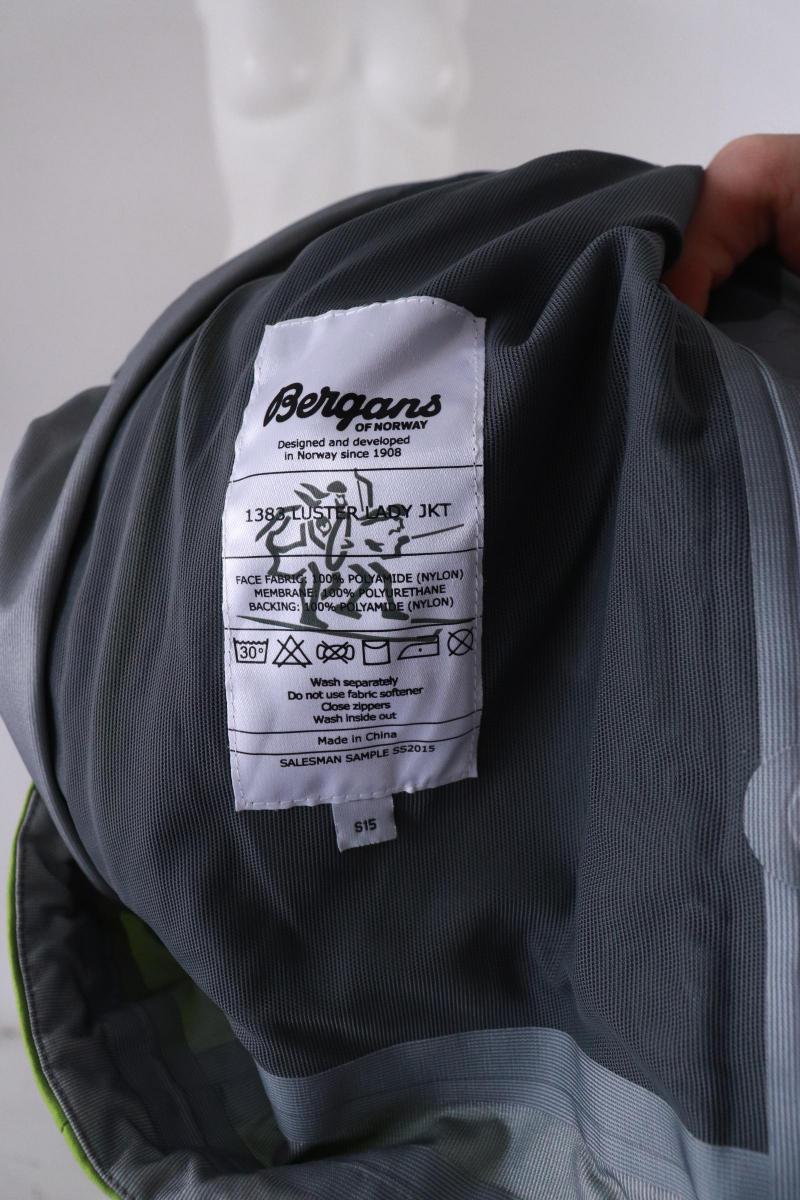 Bergans
OF NORWAY
Designed and developed
in Norway since 1908
1383 LUSTER LADY JKT
FACE FABRIC: 100% POLYAMIDE (NYLON)
MEMBRANE: 100% POLYURETHANE
BACKING: 100% POLYAMIDE (NYLON)
30°
Wash separately
Do not use fabric softener
Close zippers
Wash inside out
Made in China
SALESMAN SAMPLE SS2015
S15